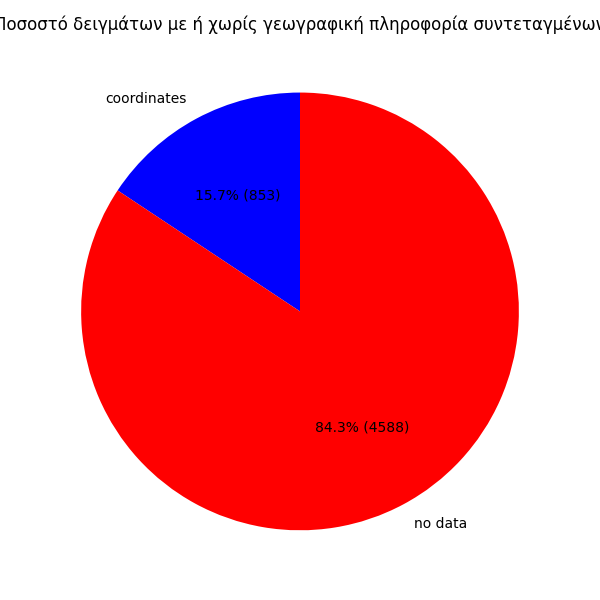 Ποσοστό δειγμάτων με ή χωρίς γεωγραφική πληροφορία συντεταγμένων
coordinates
15.7% (853)
84.3% (4588)
no data